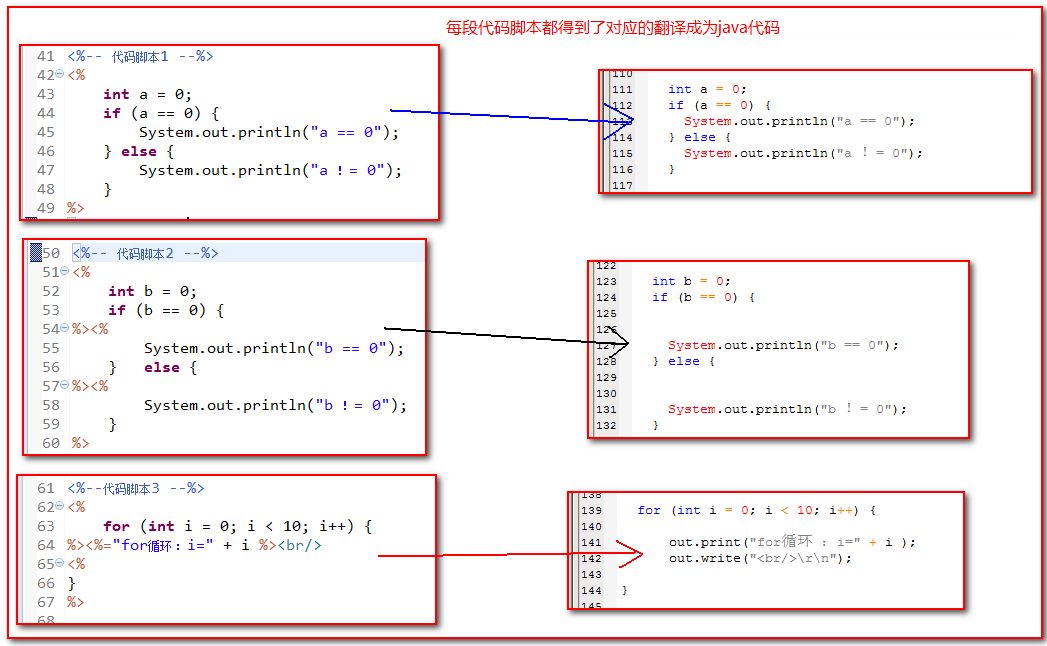 每段代码脚本都得到了对应的翻译成为java代码
41 <%-- 代码脚本1 --%>
42 <%
43 int a = 0;
44 if (a == 0) {
45 System.out.println("a == 0");
46 } else {
47 System.out.println("a ! = 0");
48 }
49 %>
110
111 int a = 0;
112 if (a == 0) {
113 System.out.println("a == 0");
114 } else {
115 System.out.println("a ! = 0");
116 }
117
50 <%-- 代码脚本2 --%>
51 <%
52 int b = 0;
53 if (b == 0) {
54 %><%
55 System.out.println("b == 0");
56 } else {
57 %><%
58 System.out.println("b ! = 0");
59 }
60 %>
122
123 int b = 0;
124 if (b == 0) {
125
126
127 System.out.println("b == 0");
128 } else {
129
130
131 System.out.println("b ! = 0");
132 }
61 <%--代码脚本3 --%>
62 <%
63 for (int i = 0; i < 10; i++) {
64 %><%="for循环 : i=" + i %><br/>
65 <%
66 }
67 %>
68
138
139 for (int i = 0; i < 10; i++) {
140
141 out.print("for循环 : i=" + i );
142 out.write("<br/>\r\n");
143
144 }
145